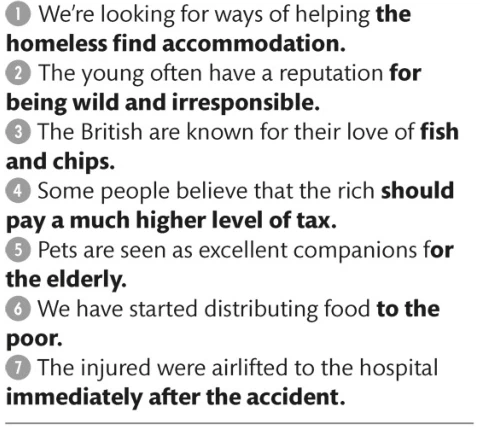 1 We're looking for ways of helping the
homeless find accommodation.
2 The young often have a reputation for
being wild and irresponsible.
3 The British are known for their love of fish
and chips.
4 Some people believe that the rich should
pay a much higher level of tax.
5 Pets are seen as excellent companions for
the elderly.
6 We have started distributing food to the
poor.
7 The injured were airlifted to the hospital
immediately after the accident.